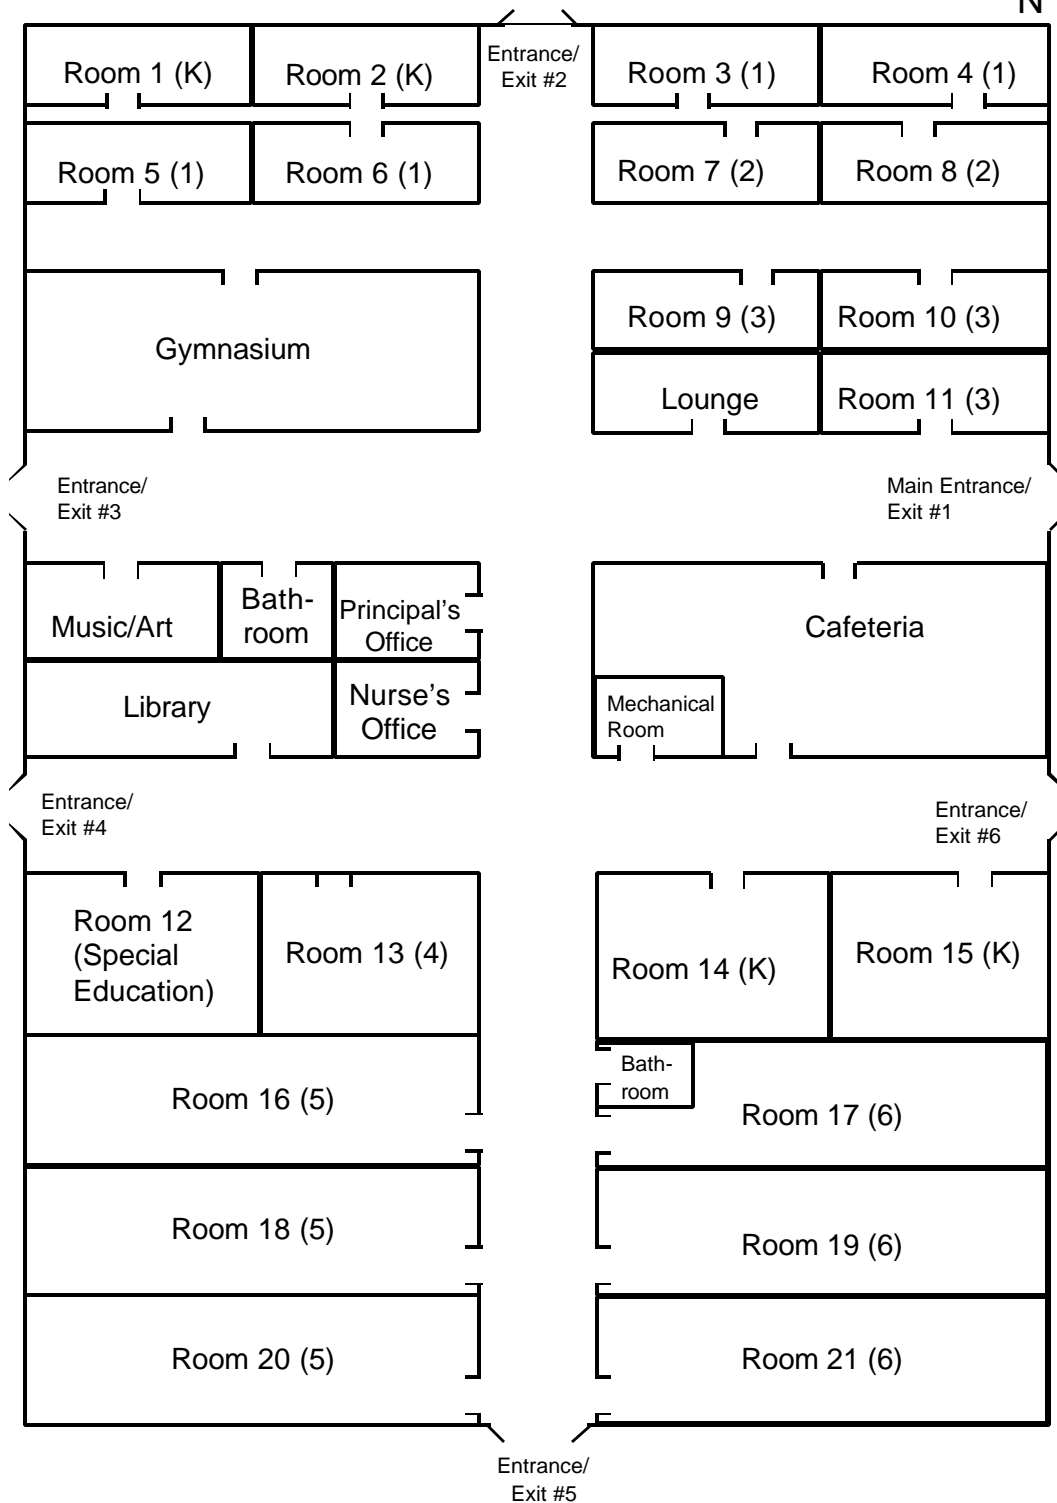 N
Room 1 (K)
Room 2 (K)
Entrance/
Exit #2
Room 3 (1)
Room 4 (1)
Room 5 (1)
Room 6 (1)
Room 7 (2)
Room 8 (2)
Gymnasium
Room 9 (3)
Room 10 (3)
Lounge
Room 11 (3)
Entrance/
Exit #3
Main Entrance/
Exit #1
Music/Art
Bath-
room
Principal's
Office
Cafeteria
Library
Nurse's
Office
Mechanical
Room
Entrance/
Exit #4
Entrance/
Exit #6
Room 12
(Special
Education)
Room 13 (4)
Room 14 (K)
Room 15 (K)
Room 16 (5)
Bath-
room
Room 17 (6)
Room 18 (5)
Room 19 (6)
Room 20 (5)
Room 21 (6)
Entrance/
Exit #5